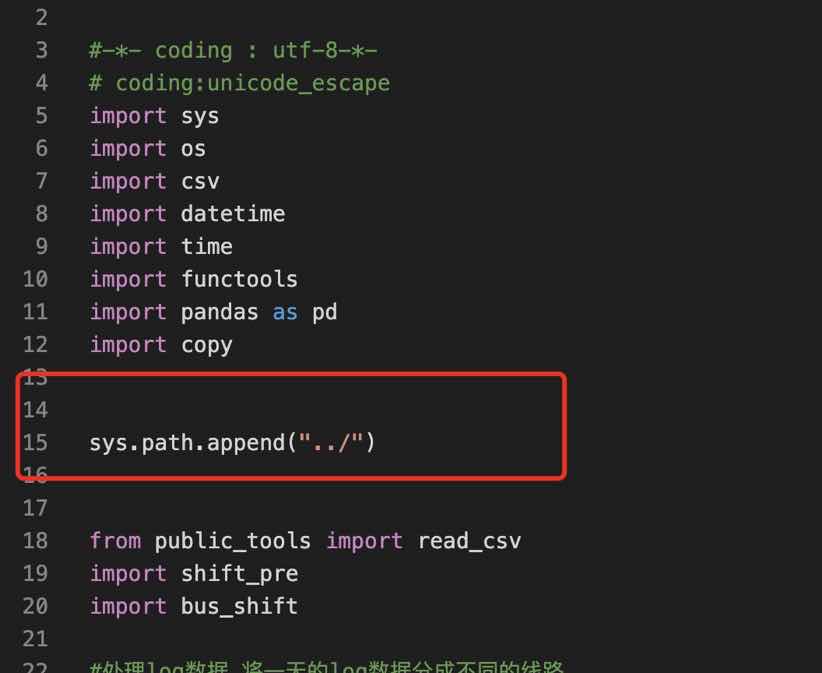 2
3 #-*- coding : utf-8-*-
4 # coding:unicode_escape
5 import sys
6 import os
7 import csv
8 import datetime
9 import time
10 import functools
11 import pandas as pd
12 import copy
13
14
15 sys.path.append("../")
16
17
18 from public_tools import read_csv
19 import shift_pre
20 import bus_shift
21
22 #处理log数据 将一天的log数据分成不同的线路